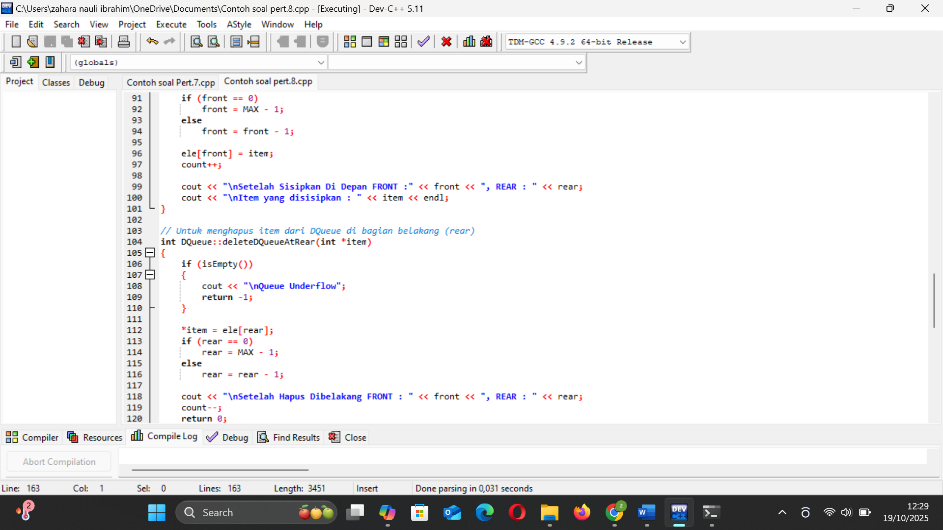 C:\Users\zahara nauli ibrahim\OneDrive\Documents\Contoh soal pert.8.cpp - [Executing] - Dev-C++ 5.11
File Edit Search View Project Execute Tools AStyle Window Help
TDM-GCC 4.9.2 64-bit Release
(globals)
Project Classes Debug Contoh soal Pert.7.cpp Contoh soal pert.8.cpp
91 if (front == 0)
92 front = MAX - 1;
93 else
94 front = front - 1;
95
96 ele[front] = item;
97 count++;
98
99 cout << "\nSetelah Sisipkan Di Depan FRONT :" << front << ", REAR : " << rear;
100 cout << "\nItem yang disisipkan : " << item << endl;
101 }
102
103 // Untuk menghapus item dari DQueue di bagian belakang (rear)
104 int DQueue::deleteDQueueAtRear(int *item)
105 {
106 if (isEmpty())
107 {
108 cout << "\nQueue Underflow";
109 return -1;
110 }
111
112 *item = ele[rear];
113 if (rear == 0)
114 rear = MAX - 1;
115 else
116 rear = rear - 1;
117
118 cout << "\nSetelah Hapus Dibelakang FRONT : " << front << ", REAR : " << rear;
119 count--;
120 return 0;
Compiler Resources Compile Log Debug Find Results Close
Abort Compilation
Line: 163 Col: 1 Sel: 0 Lines: 163 Length: 3451 Insert Done parsing in 0,031 seconds
2 Search DEV 2 12:29
19/10/2025